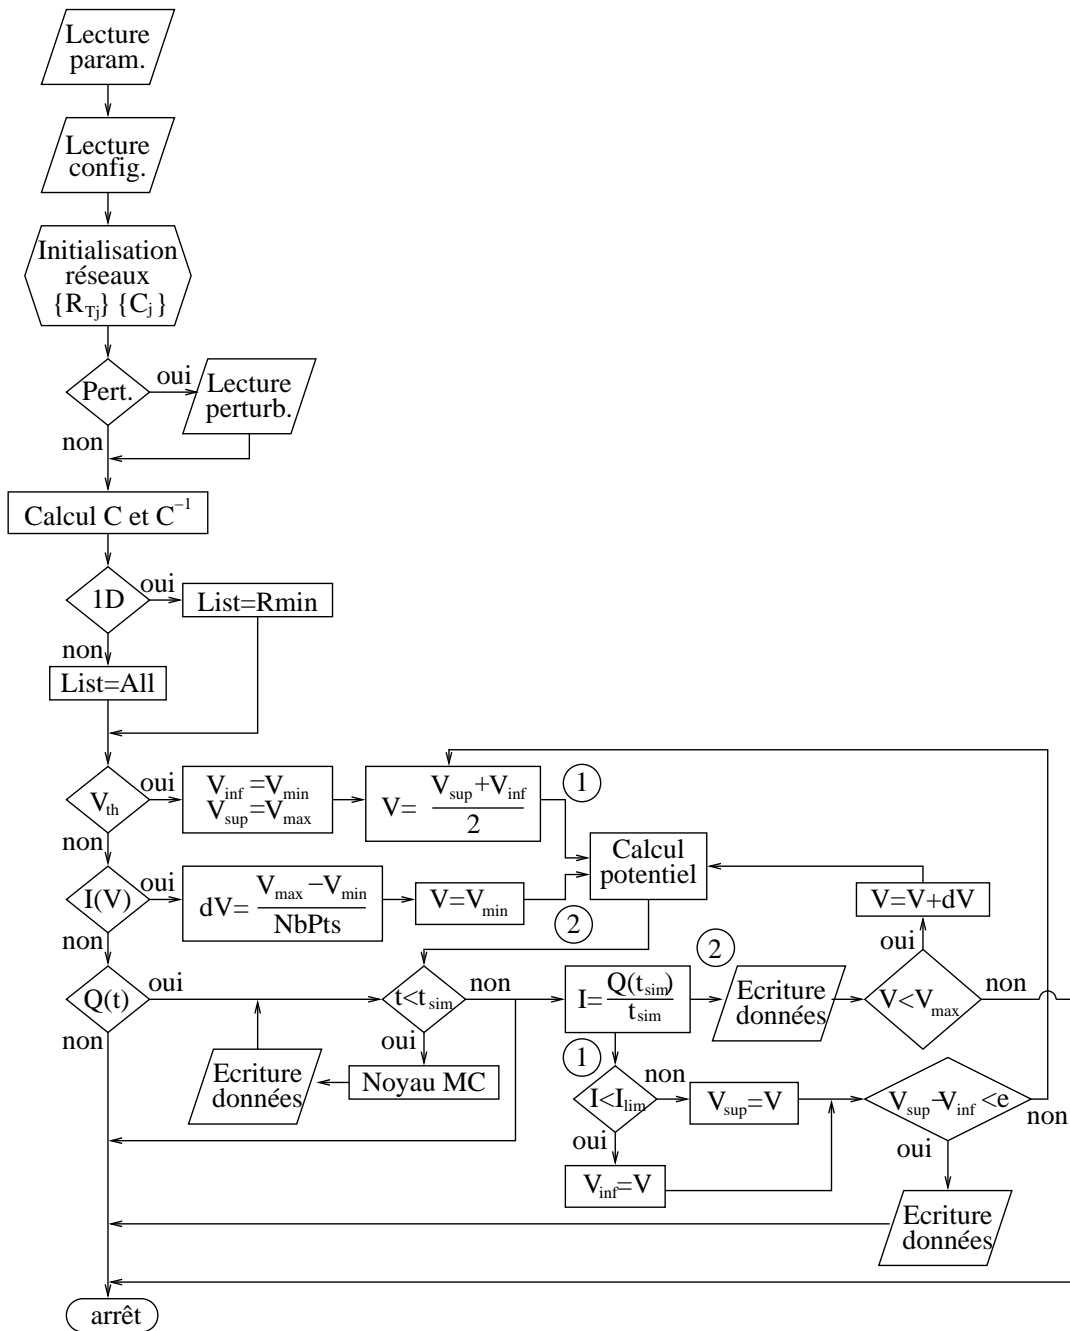 Lecture
param.
Lecture
config.
Initialisation
réseaux
{R_Tj} {C_j}
Pert.
oui
Lecture
perturb.
non
Calcul C et C^−1
1D
oui
List=Rmin
non
List=All
V_th
oui
V_inf=V_min
V_sup=V_max
V= (V_sup+V_inf)/2
1
non
Calcul
potentiel
I(V)
oui
dV= (V_max−V_min)/NbPts
V=V_min
2
V=V+dV
non
oui
Q(t)
oui
t<t_sim
non
I= Q(t_sim)/t_sim
2
Ecriture
données
V<V_max
non
non
oui
Ecriture
données
Noyau MC
1
I<I_lim
non
V_sup=V
V_sup−V_inf<e
non
oui
V_inf=V
oui
Ecriture
données
arrêt